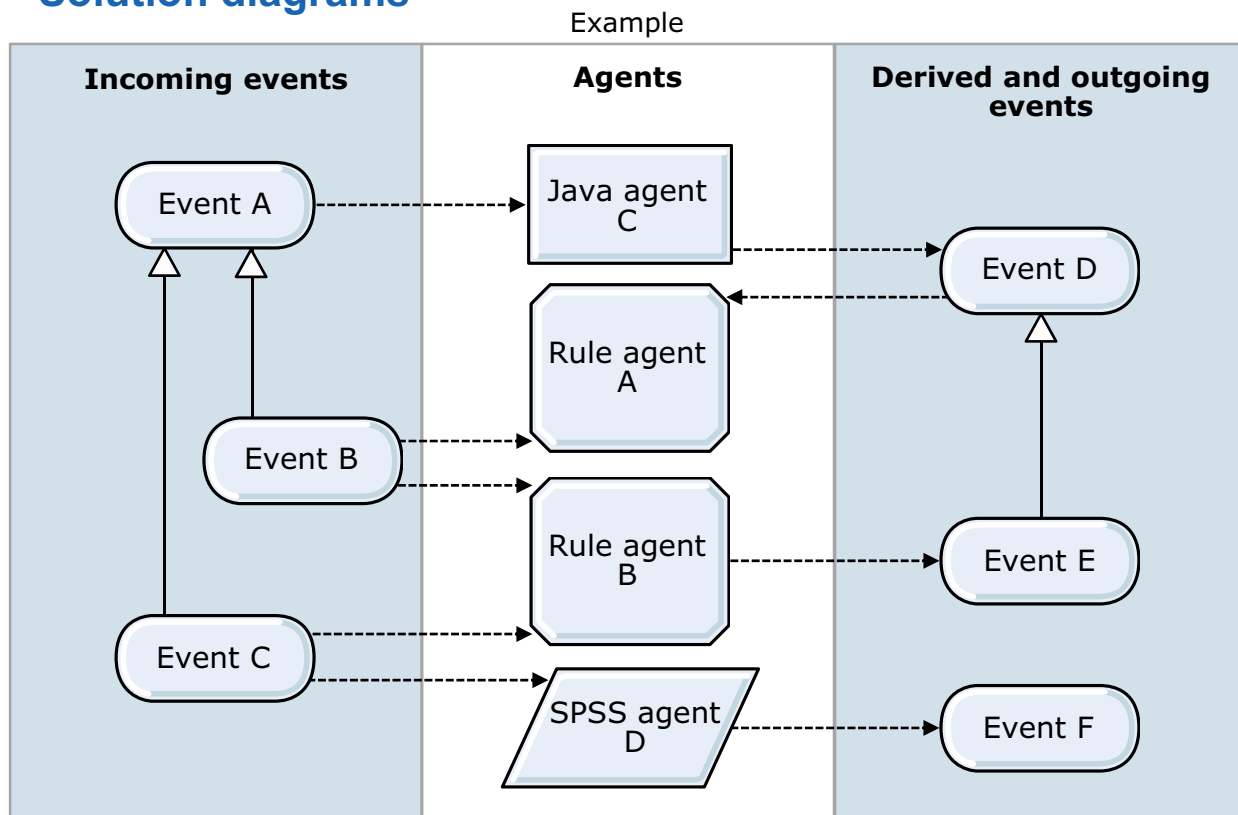 Solution diagrams
Example
Incoming events
Agents
Derived and outgoing
events
Event A
Java agent
C
Event D
Rule agent
A
Event B
Rule agent
B
Event E
Event C
SPSS agent
D
Event F